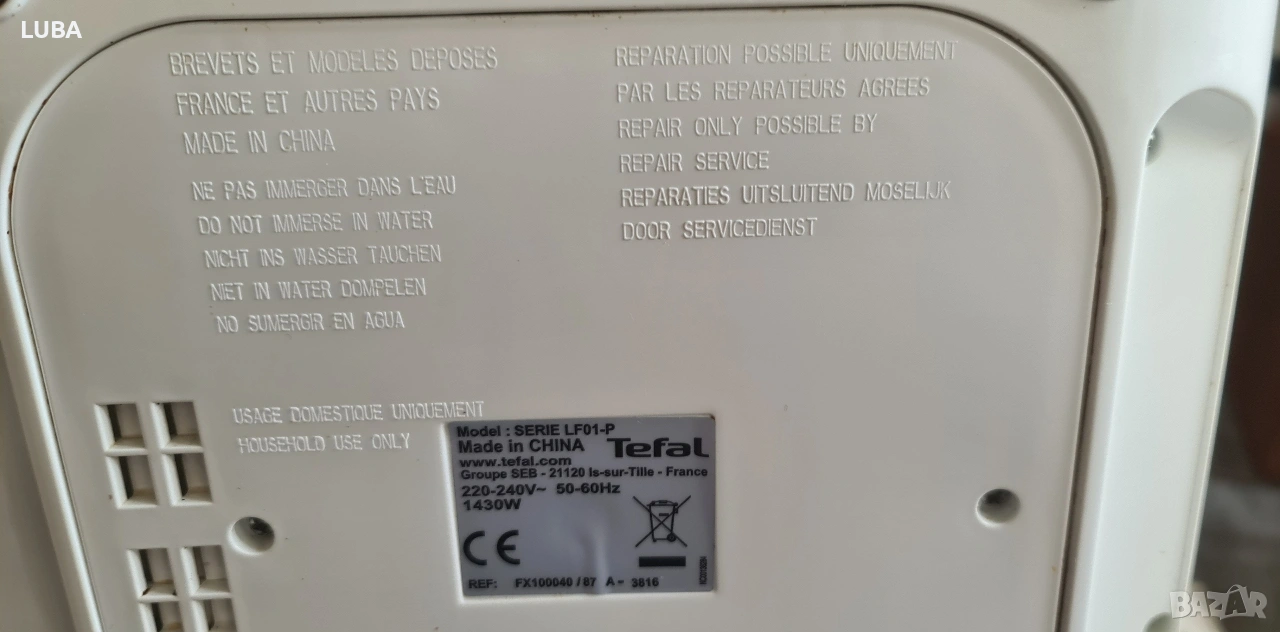 LUBA
BREVETS ET MODELES DEPOSES
FRANCE ET AUTRES PAYS
MADE IN CHINA
NE PAS IMMERGER DANS L'EAU
DO NOT IMMERSE IN WATER
NICHT INS WASSER TAUCHEN
NIET IN WATER DOMPELEN
NO SUMERGIR EN AGUA
USAGE DOMESTIQUE UNIQUEMENT
HOUSEHOLD USE ONLY
REPARATION POSSIBLE UNIQUEMENT
PAR LES REPARATEURS AGREES
REPAIR ONLY POSSIBLE BY
REPAIR SERVICE
REPARATIES UITSLUITEND MOSELIJK
DOOR SERVICEDIENST
Model : SERIE LF01-P
Made in CHINA
Tefal
www.tefal.com
Groupe SEB - 21120 Is-sur-Tille - France
220-240V~ 50-60Hz
1430W
CE
REF: FX100040 / 87 A - 3816
BAZAR